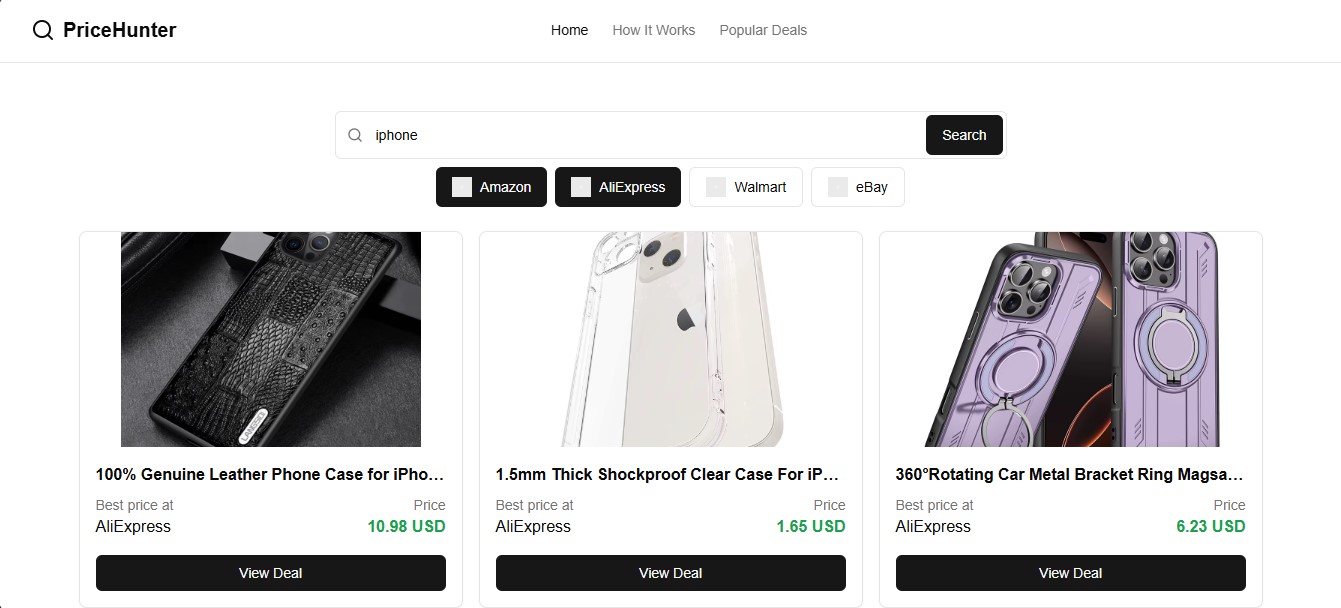 PriceHunter
Home How It Works Popular Deals
iphone
Search
Amazon AliExpress Walmart eBay
LANGSIDI
100% Genuine Leather Phone Case for iPho...
Best price at Price
AliExpress 10.98 USD
View Deal
1.5mm Thick Shockproof Clear Case For iP...
Best price at Price
AliExpress 1.65 USD
View Deal
360°Rotating Car Metal Bracket Ring Magsa...
Best price at Price
AliExpress 6.23 USD
View Deal